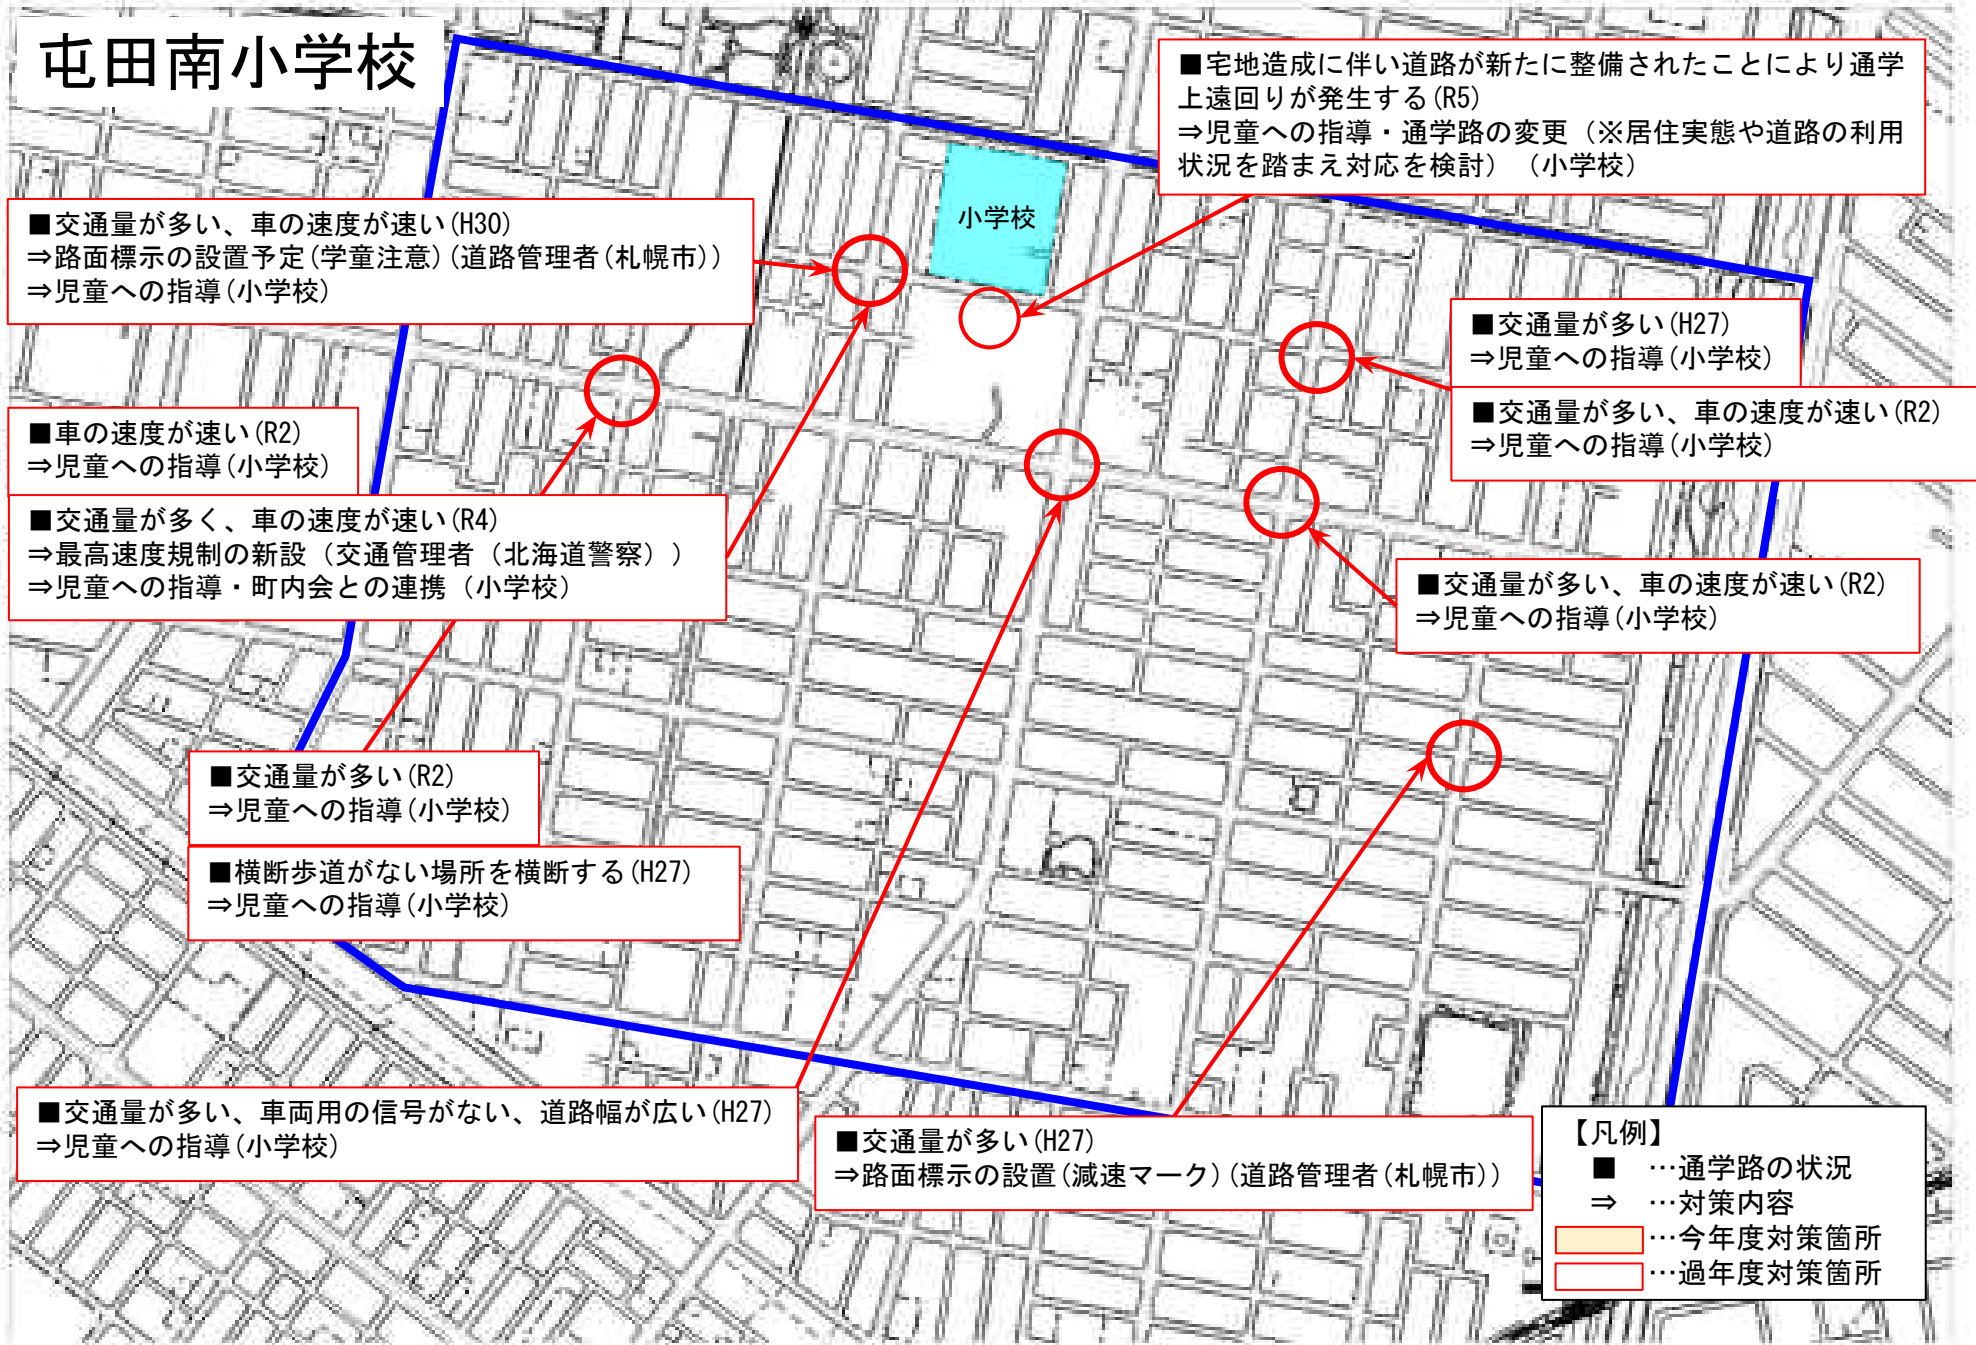 屯田南小学校
■宅地造成に伴い道路が新たに整備されたことにより通学
上遠回りが発生する(R5)
⇒児童への指導・通学路の変更（※居住実態や道路の利用
状況を踏まえ対応を検討）（小学校）
■交通量が多い、車の速度が速い(H30)
⇒路面標示の設置予定(学童注意)(道路管理者(札幌市))
⇒児童への指導(小学校)
小学校
■交通量が多い(H27)
⇒児童への指導(小学校)
■交通量が多い、車の速度が速い(R2)
⇒児童への指導(小学校)
■車の速度が速い(R2)
⇒児童への指導(小学校)
■交通量が多く、車の速度が速い(R4)
⇒最高速度規制の新設（交通管理者（北海道警察））
⇒児童への指導・町内会との連携（小学校）
■交通量が多い、車の速度が速い(R2)
⇒児童への指導(小学校)
■交通量が多い(R2)
⇒児童への指導(小学校)
■横断歩道がない場所を横断する(H27)
⇒児童への指導(小学校)
■交通量が多い、車両用の信号がない、道路幅が広い(H27)
⇒児童への指導(小学校)
■交通量が多い(H27)
⇒路面標示の設置(減速マーク)(道路管理者(札幌市))
【凡例】
■ …通学路の状況
⇒ …対策内容
…今年度対策箇所
…過年度対策箇所